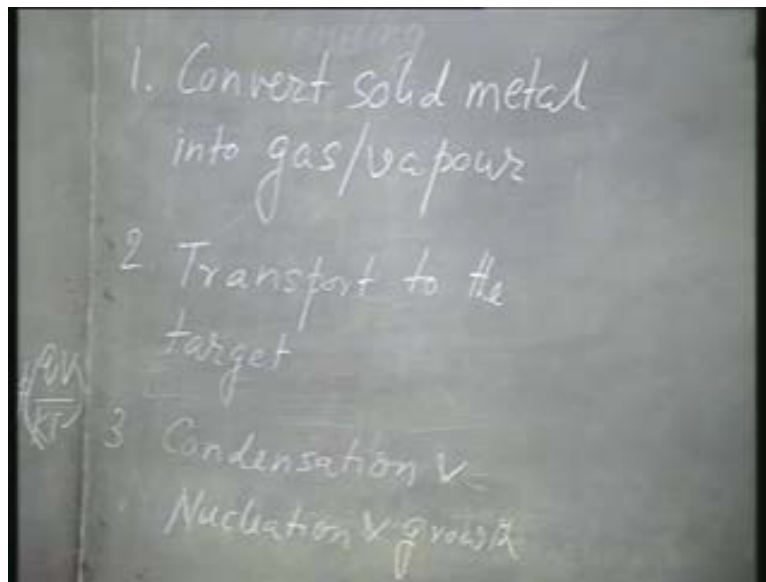 1. Convert solid metal
into gas/vapour
2 Transport to the
target
3 Condensation &
Nucleation & growth